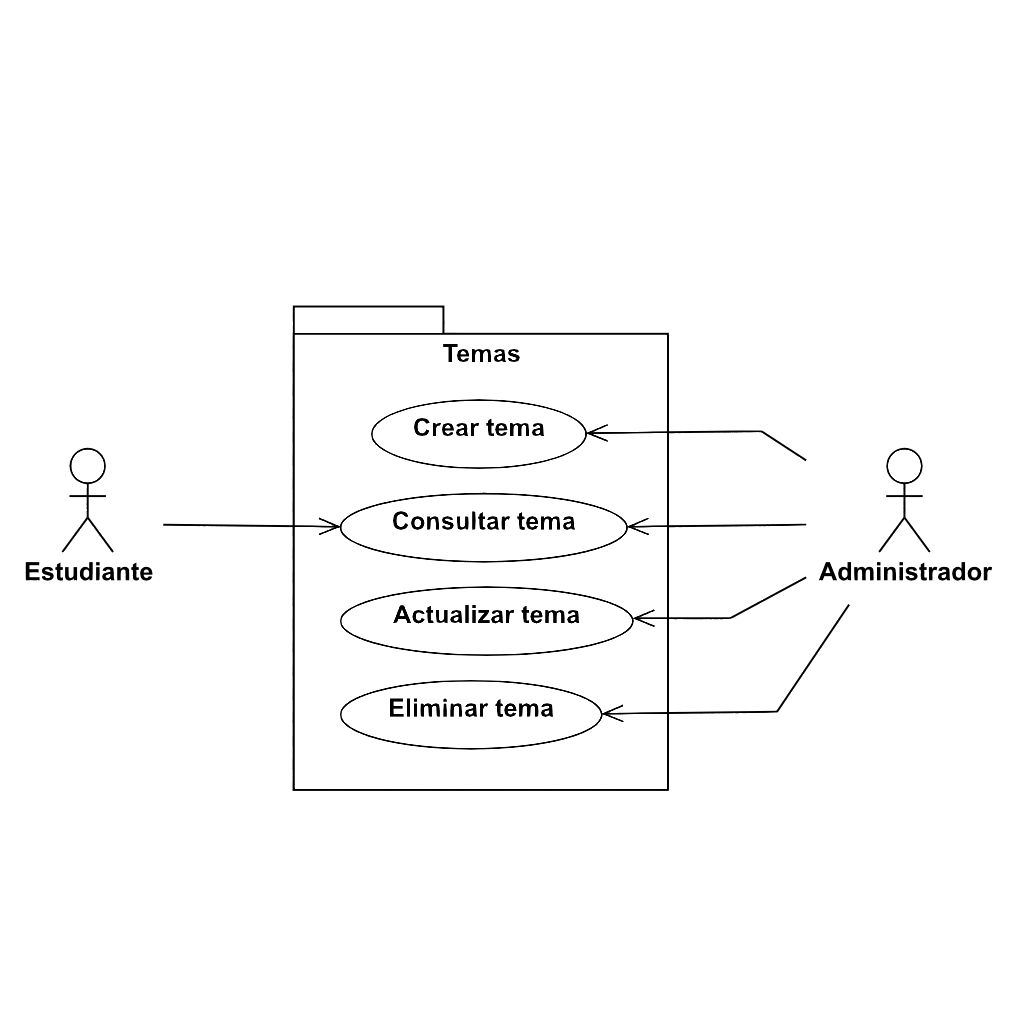 Temas
Crear tema
Consultar tema
Actualizar tema
Eliminar tema
Estudiante
Administrador